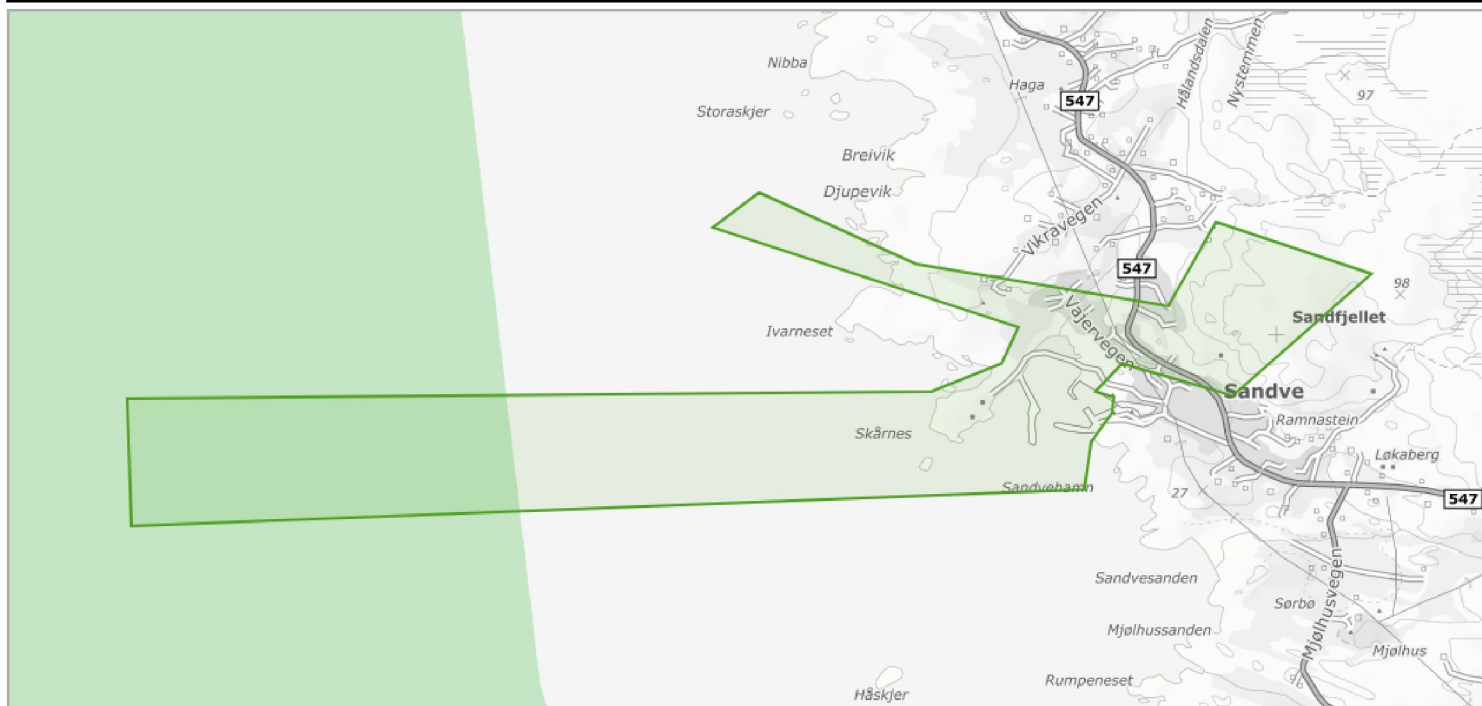 Nibba
Haga
Hålandsdalen
Nystemmen
547
97
Storaskjer
Breivik
Djupevik
Vikravegen
547
98
Sandfjellet
Ivarneset
Vajervegen
Sandve
Ramnastein
Skårnes
Løkaberg
Sandvehamn
27
547
Sandvesanden
Sørbø
Mjølhusvegen
Mjølhussanden
Mjølhus
Rumpeneset
Håskjer